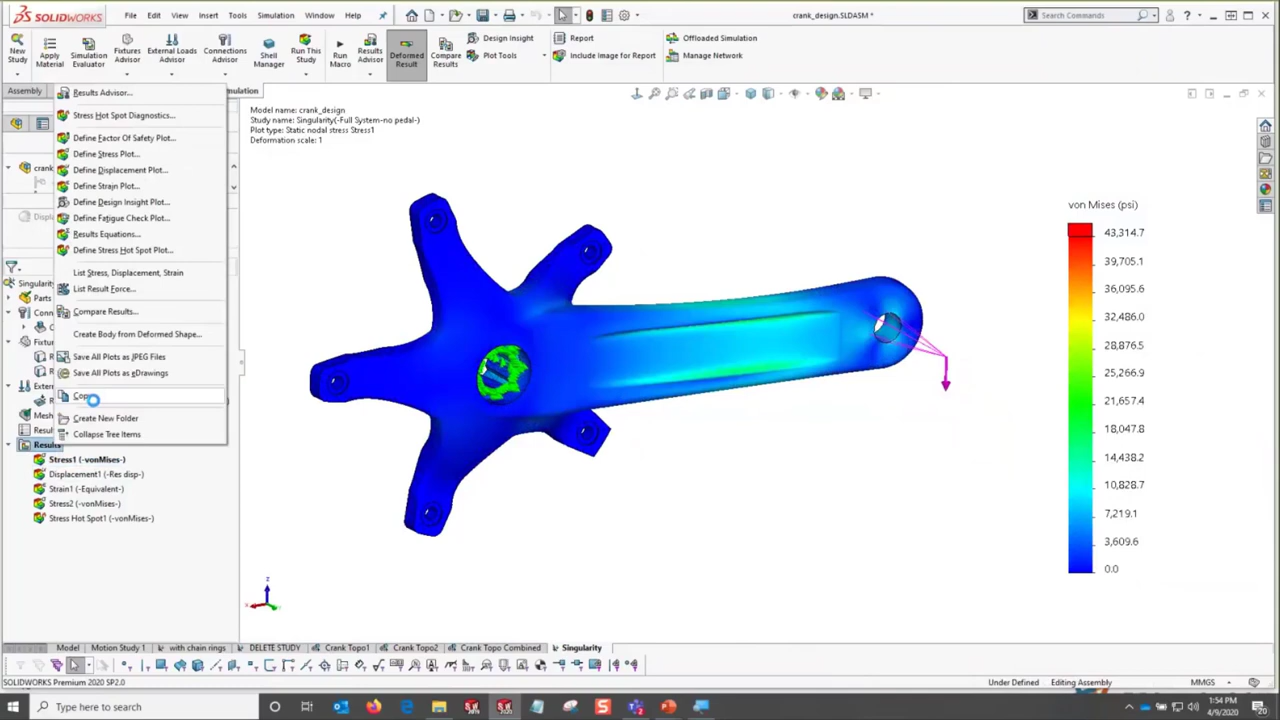 SOLIDWORKS
File Edit View Insert Tools Simulation Window Help
crank_design.SLDASM *
Search Commands
New Study
Apply Material
Simulation Evaluator
Fixtures Advisor
External Loads Advisor
Connections Advisor
Shell Manager
Run This Study
Run Macro
Results Advisor
Deformed Result
Compare Results
Design Insight
Plot Tools
Report
Include Image for Report
Offloaded Simulation
Manage Network
Assembly
Results Advisor...
Stress Hot Spot Diagnostics...
Define Factor Of Safety Plot...
Define Stress Plot...
Define Displacement Plot...
Define Strain Plot...
Define Design Insight Plot...
Define Fatigue Check Plot...
Results Equations...
Define Stress Hot Spot Plot...
List Stress, Displacement, Strain
List Result Force...
Compare Results...
Create Body from Deformed Shape...
Save All Plots as JPEG Files
Save All Plots as eDrawings
Create New Folder
Collapse Tree Items
Results
Stress1 (-vonMises-)
Displacement1 (-Res disp-)
Strain1 (-Equivalent-)
Stress2 (-vonMises-)
Stress Hot Spot1 (-vonMises-)
Model name: crank_design
Study name: Singularity(-Full System-no pedal-)
Plot type: Static nodal stress Stress1
Deformation scale: 1
von Mises (psi)
43,314.7
39,705.1
36,095.6
32,486.0
28,876.5
25,266.9
21,657.4
18,047.8
14,438.2
10,828.7
7,219.1
3,609.6
0.0
Model
Motion Study 1
with chain rings
DELETE STUDY
Crank Topo1
Crank Topo2
Crank Topo Combined
Singularity
SOLIDWORKS Premium 2020 SP2.0
Under Defined
Editing Assembly
MMGS
Type here to search
1:54 PM
4/9/2020